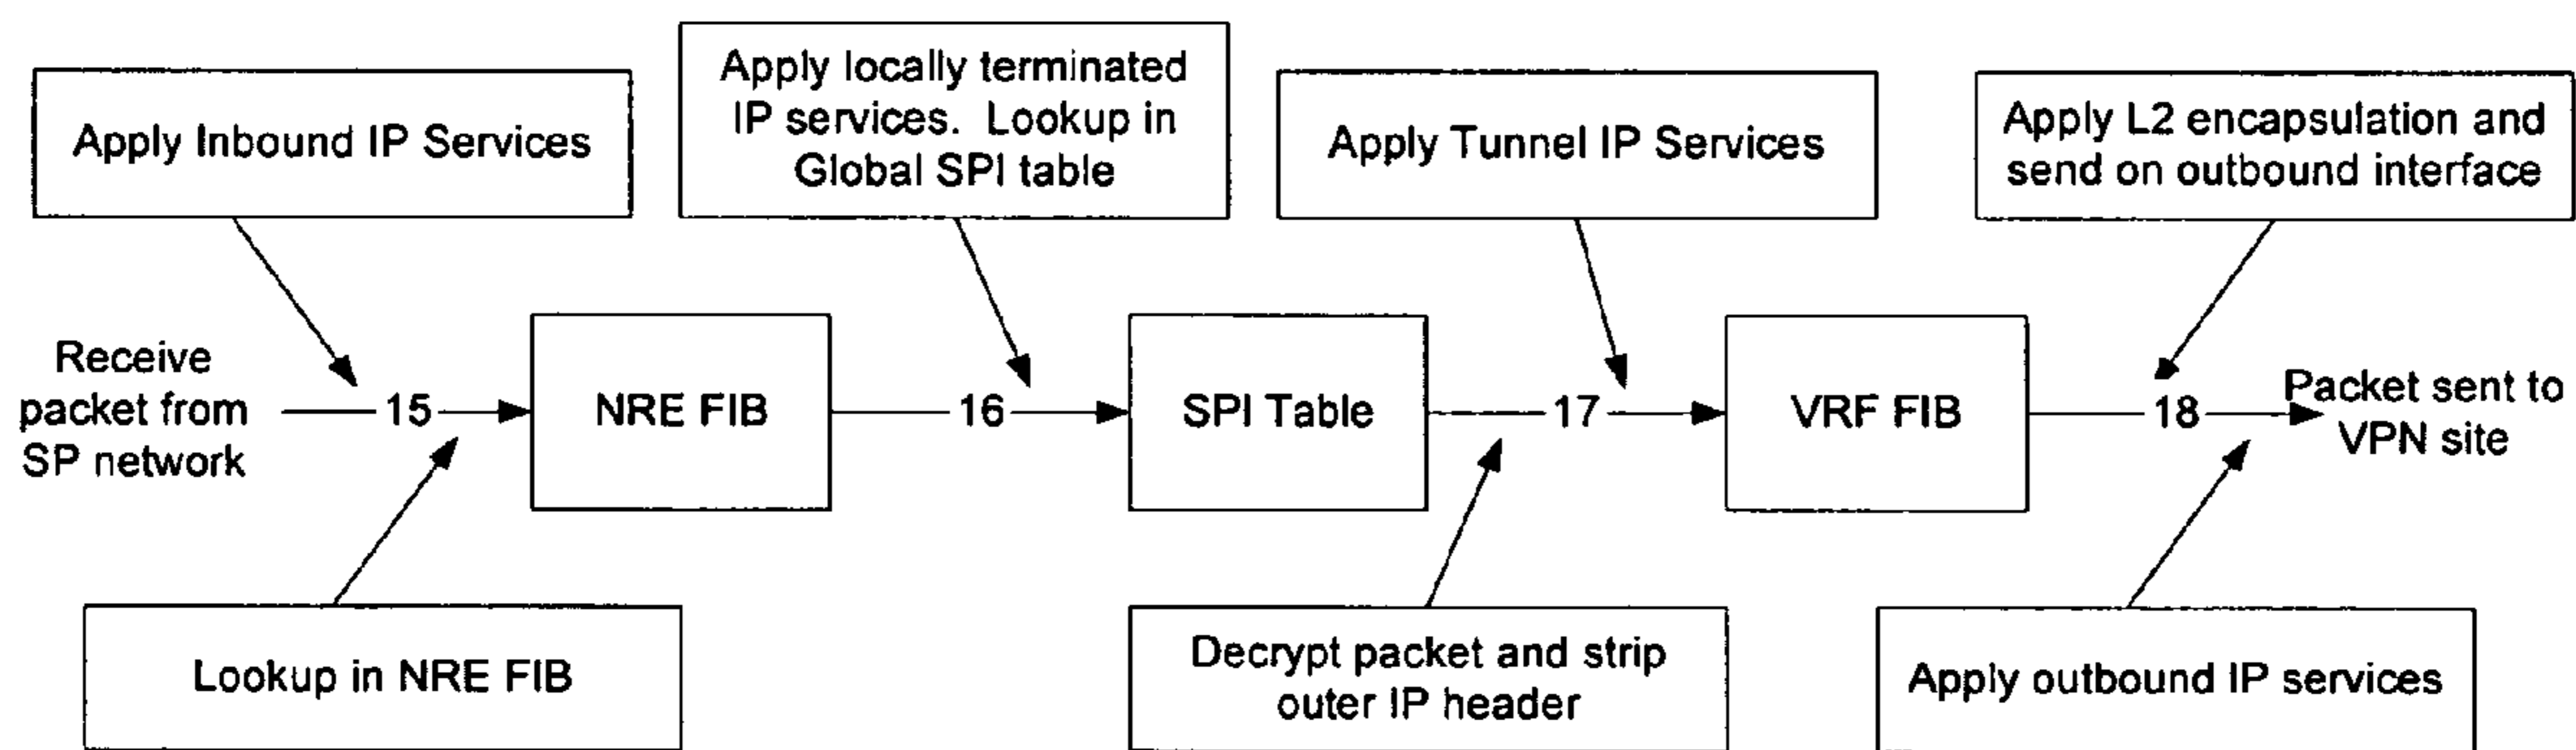 Apply Inbound IP Services
Apply locally terminated
IP services. Lookup in
Global SPI table
Apply Tunnel IP Services
Apply L2 encapsulation and
send on outbound interface
Receive
packet from
SP network
15
NRE FIB
16
SPI Table
17
VRF FIB
18
Packet sent to
VPN site
Lookup in NRE FIB
Decrypt packet and strip
outer IP header
Apply outbound IP services